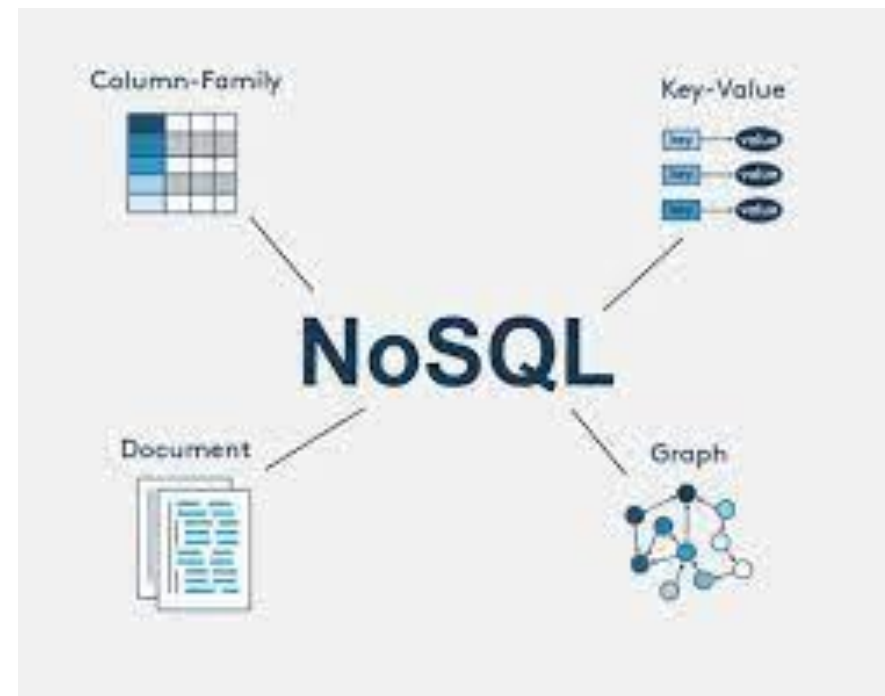 Column-Family
Key-Value
key value
key value
key value
NoSQL
Document
Graph